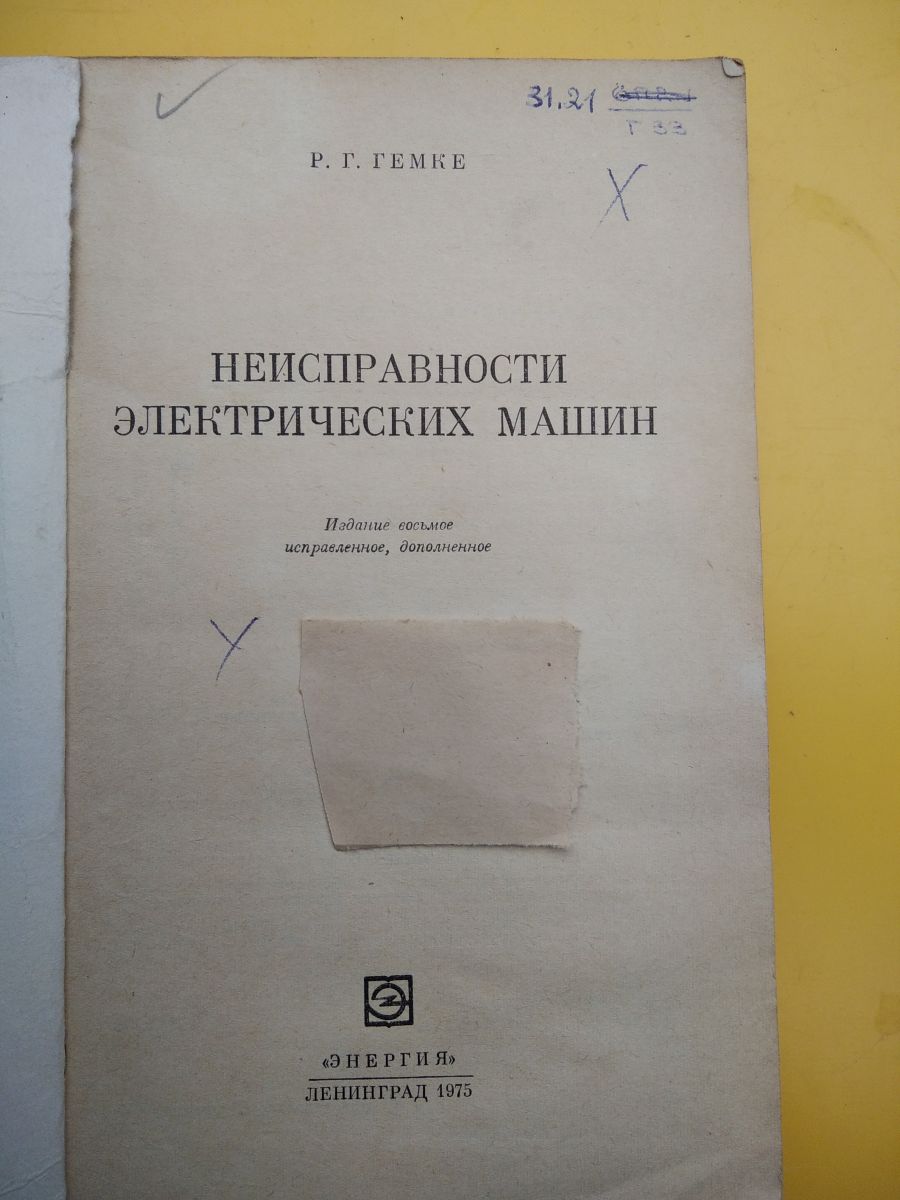 31.21
Г 33
Р. Г. ГЕМКЕ
НЕИСПРАВНОСТИ
ЭЛЕКТРИЧЕСКИХ МАШИН
Издание восьмое
исправленное, дополненное
«ЭНЕРГИЯ»
ЛЕНИНГРАД 1975